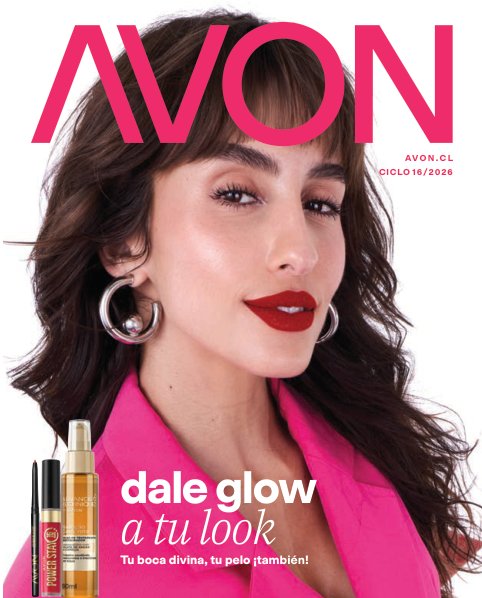 AVON
AVON.CL
CICLO 16/2026
dale glow
a tu look
Tu boca divina, tu pelo ¡también!
AVON
POWER STAY
90ml